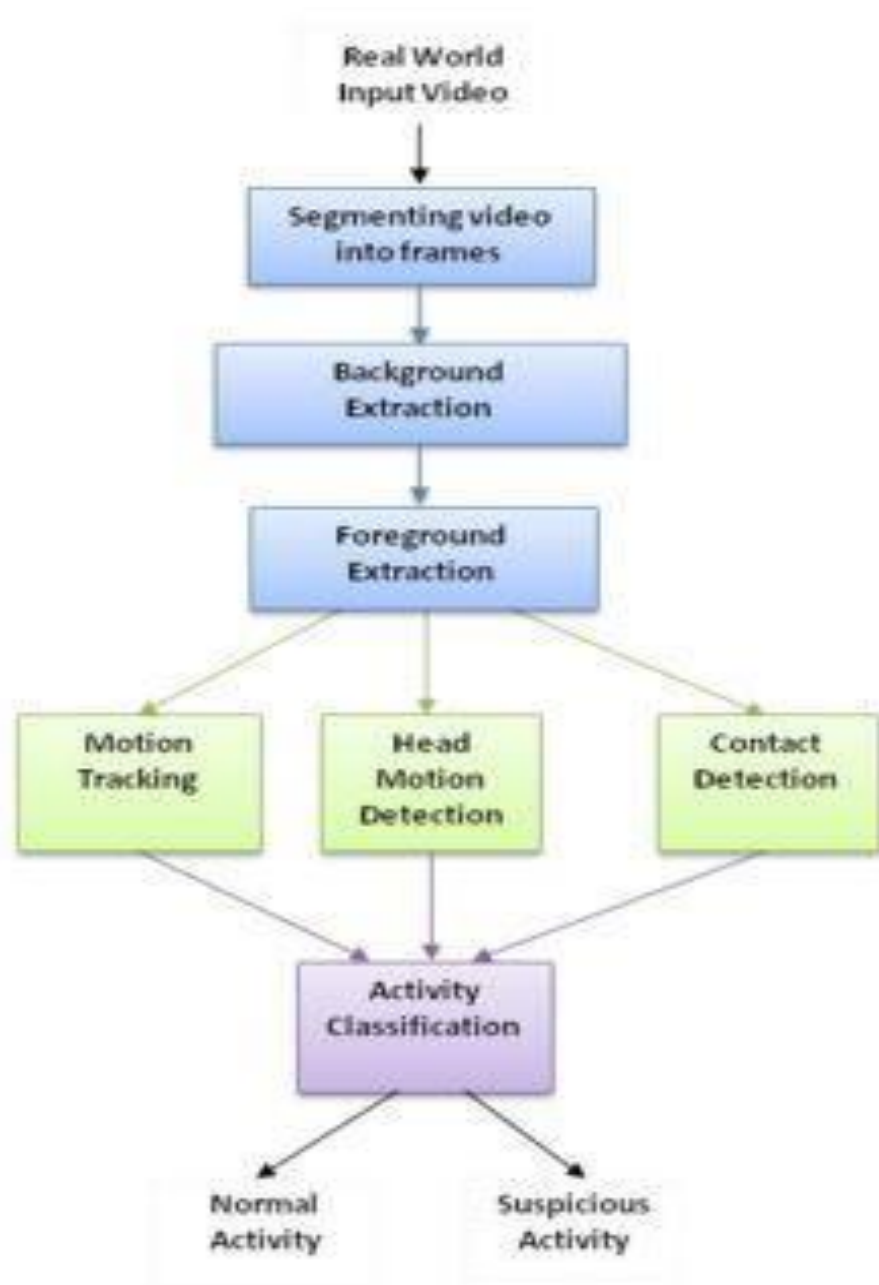 Real World
Input Video
Segmenting video
into frames
Background
Extraction
Foreground
Extraction
Motion
Tracking
Head
Motion
Detection
Contact
Detection
Activity
Classification
Normal
Activity
Suspicious
Activity